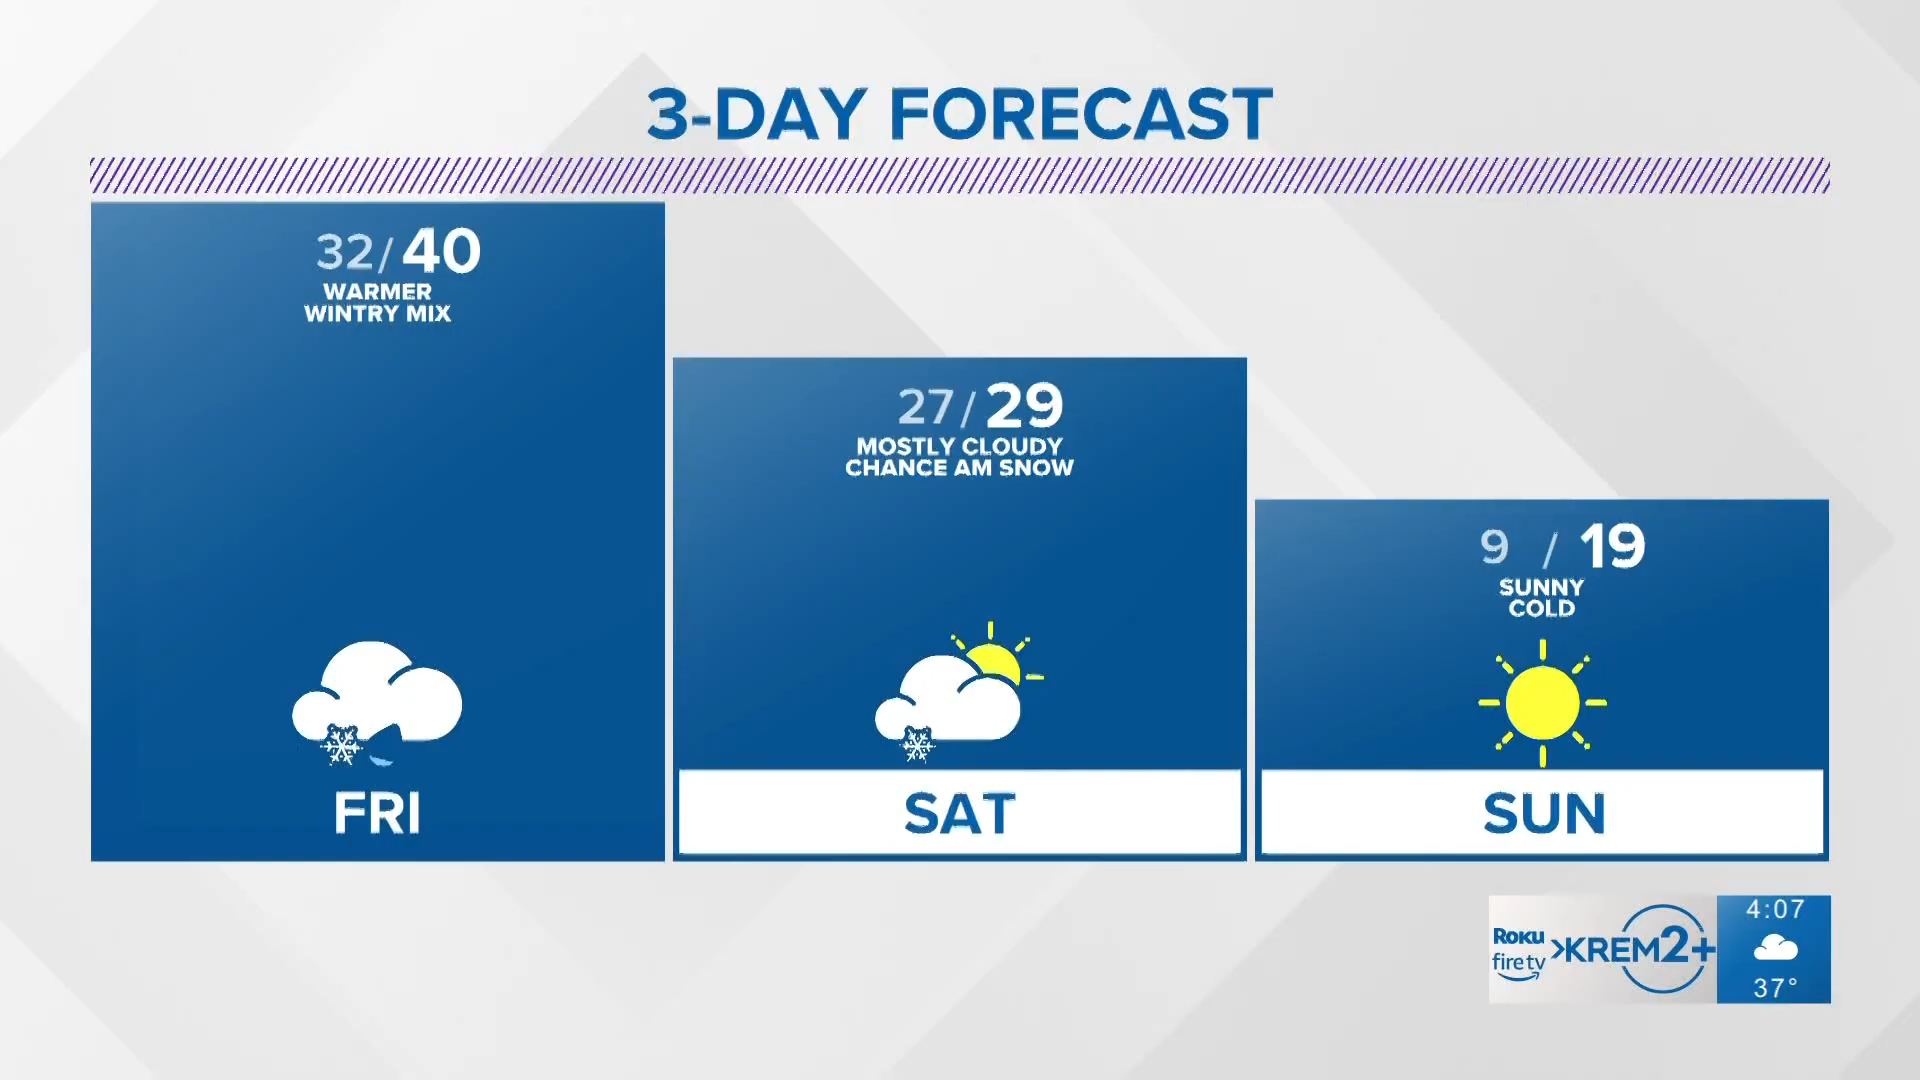 3-DAY FORECAST
32/40
WARMER
WINTRY MIX
FRI
27/29
MOSTLY CLOUDY
CHANCE AM SNOW
SAT
9 / 19
SUNNY
COLD
SUN
Roku
fire tv
KREM2+
4:07
37°